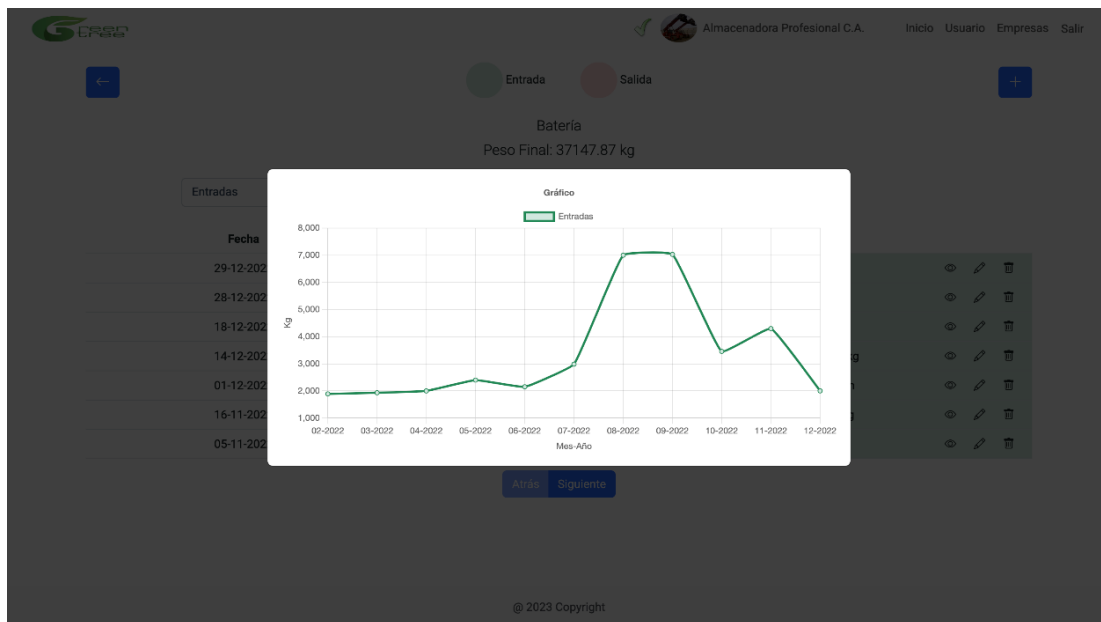 Green tree
Almacenadora Profesional C.A. Inicio Usuario Empresas Salir
Entrada Salida
Batería
Peso Final: 37147.87 kg
Entradas
Gráfico
Entradas
8,000
7,000
6,000
5,000
4,000
3,000
2,000
1,000
Kg
02-2022 03-2022 04-2022 05-2022 06-2022 07-2022 08-2022 09-2022 10-2022 11-2022 12-2022
Mes-Año
Fecha
29-12-202
28-12-202
18-12-202
14-12-202
01-12-202
16-11-202
05-11-202
Atrás Siguiente
@ 2023 Copyright